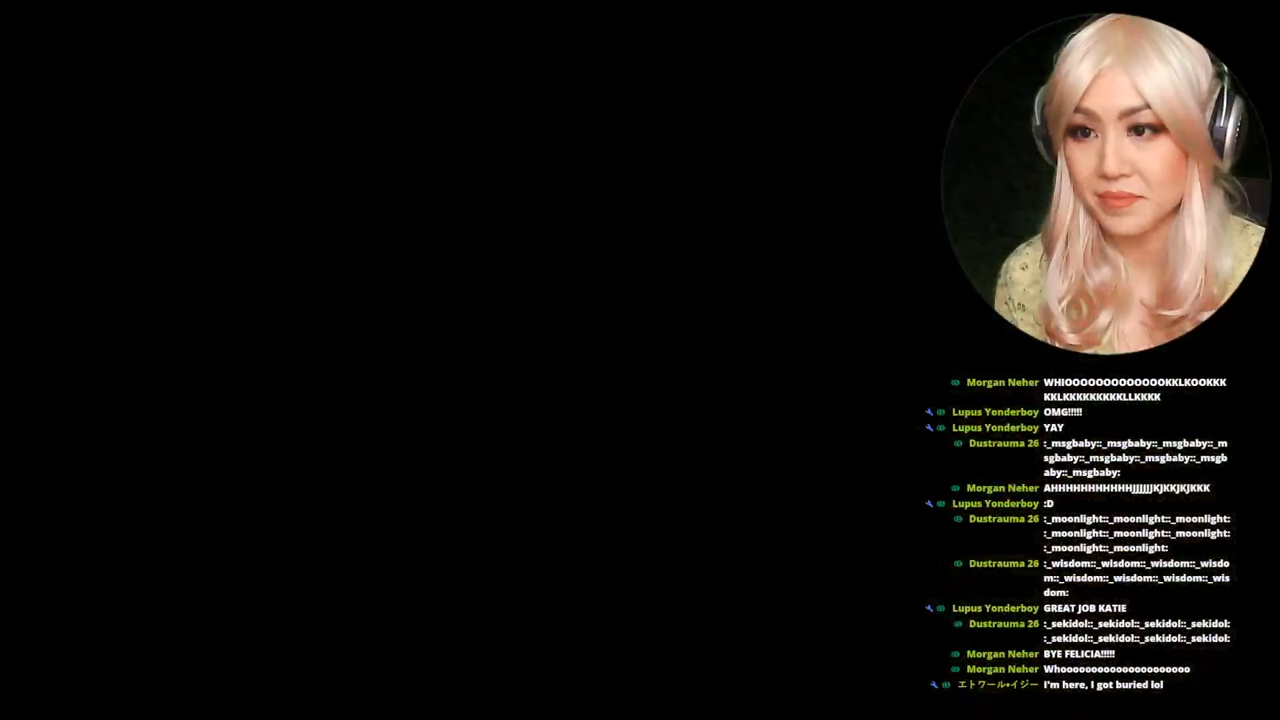 Morgan Neher WHIOOOOOOOOOOOOOKKLKOOKKK
KKLKKKKKKKKKLLKKKK
Lupus Yonderboy OMG!!!!!
Lupus Yonderboy YAY
Dustrauma 26 :_msgbaby::_msgbaby::_msgbaby::_m
sgbaby::_msgbaby::_msgbaby::_msgb
aby::_msgbaby:
Morgan Neher AHHHHHHHHHHHJJJJJJKJKKJKJKKK
Lupus Yonderboy :D
Dustrauma 26 :_moonlight::_moonlight::_moonlight:
:_moonlight::_moonlight::_moonlight:
:_moonlight::_moonlight:
Dustrauma 26 :_wisdom::_wisdom::_wisdom::_wisdo
m::_wisdom::_wisdom::_wisdom::_wis
dom:
Lupus Yonderboy GREAT JOB KATIE
Dustrauma 26 :_sekidol::_sekidol::_sekidol::_sekidol:
:_sekidol::_sekidol::_sekidol::_sekidol:
Morgan Neher BYE FELICIA!!!!!
Morgan Neher Whooooooooooooooooooooo
エトワール•イジー I'm here, I got buried lol